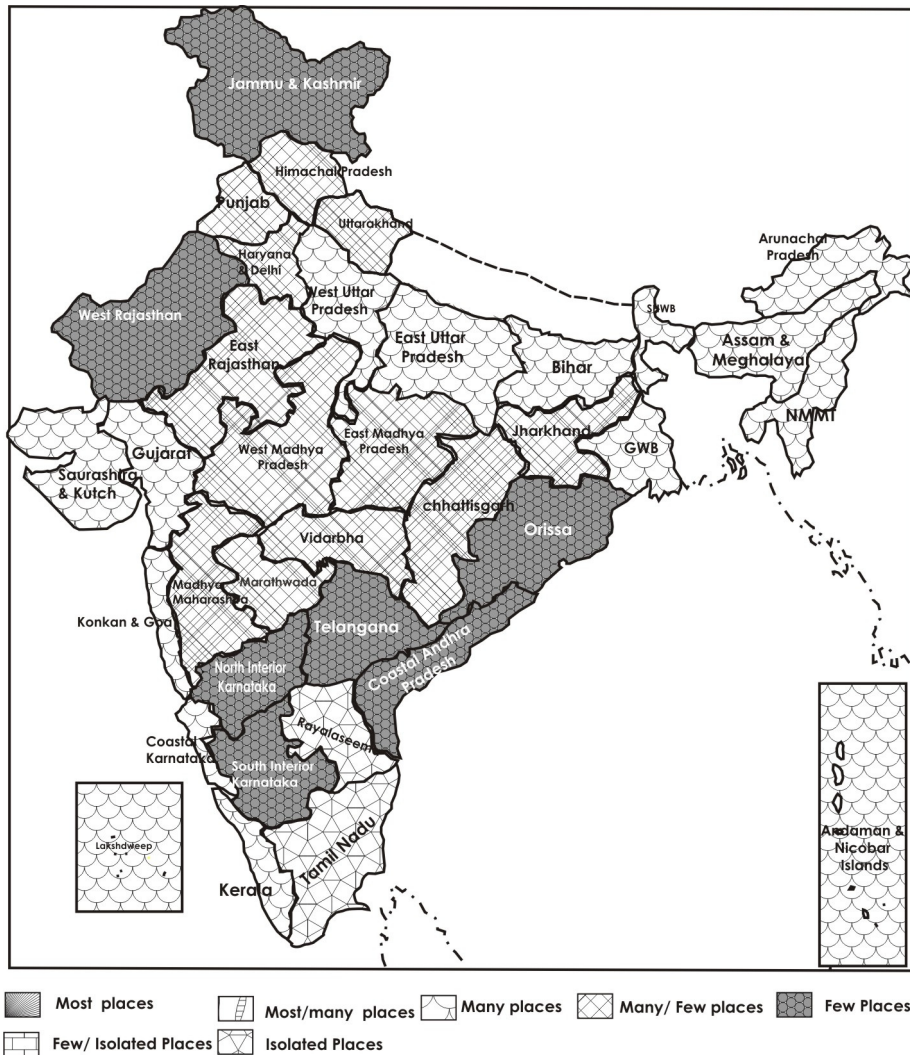 Jammu & Kashmir
Himachal Pradesh
Punjab
Uttarakhand
Haryana
& Delhi
Arunachal
Pradesh
West Uttar
Pradesh
West Rajasthan
SHWB
East
Rajasthan
East Uttar
Pradesh
Bihar
Assam &
Meghalaya
NMMT
Gujarat
West Madhya
Pradesh
East Madhya
Pradesh
Jharkhand
GWB
Saurashtra
& Kutch
chhattisgarh
Orissa
Vidarbha
Madhya
Maharashtra
Marathwada
Konkan & Goa
Telangana
Coastal Andhra
Pradesh
North Interior
Karnataka
Rayalaseem
Coastal
Karnataka
South Interior
Karnataka
Lakshdweep
Tamil Nadu
Kerala
Andaman &
Nicobar
Islands
Most places
Most/many places
Many places
Many/ Few places
Few Places
Few/ Isolated Places
Isolated Places